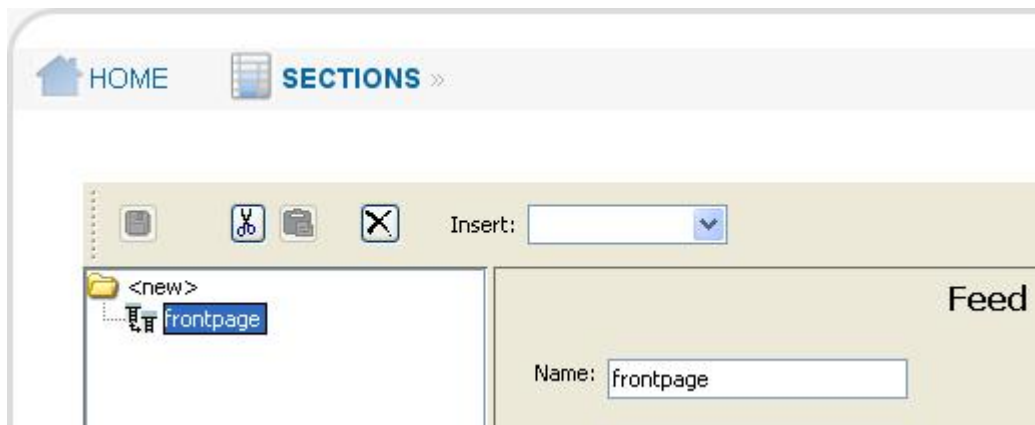 HOME SECTIONS »
Insert:
<new>
frontpage
Feed
Name: frontpage